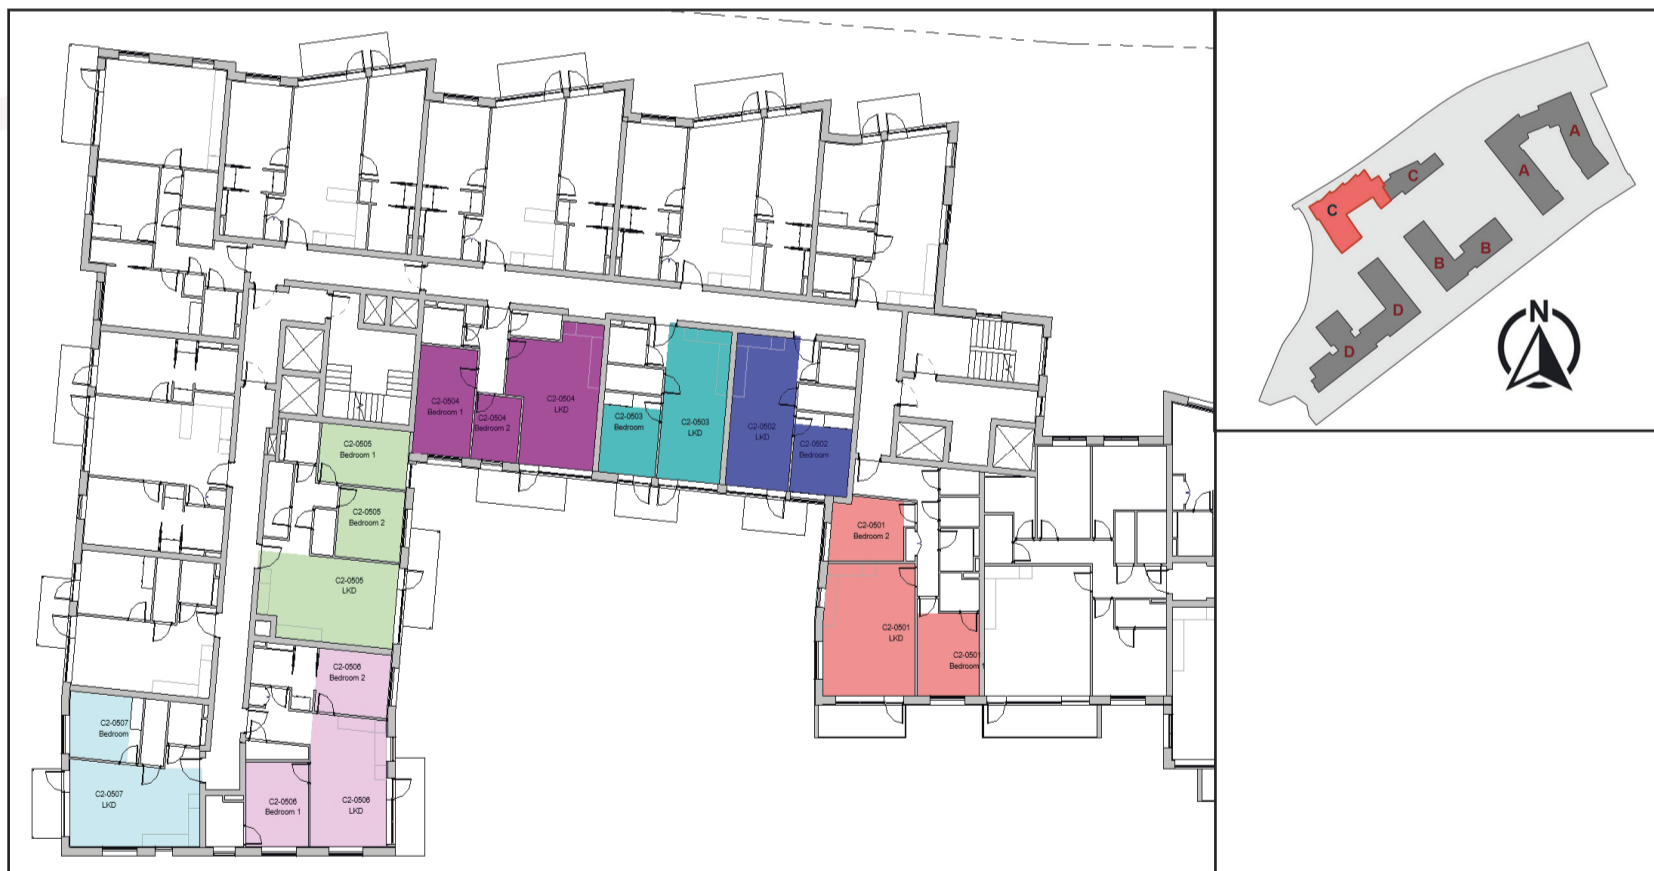 C2-0504
Bedroom 1
C2-0504
Bedroom 2
C2-0504
LKD
C2-0503
Bedroom
C2-0503
LKD
C2-0502
LKD
C2-0502
Bedroom
C2-0505
Bedroom 1
C2-0505
Bedroom 2
C2-0505
LKD
C2-0501
Bedroom 2
C2-0501
LKD
C2-0501
Bedroom 1
C2-0506
Bedroom 2
C2-0506
Bedroom 1
C2-0506
LKD
C2-0507
Bedroom
C2-0507
LKD
A
A
C
C
B
B
D
D
N